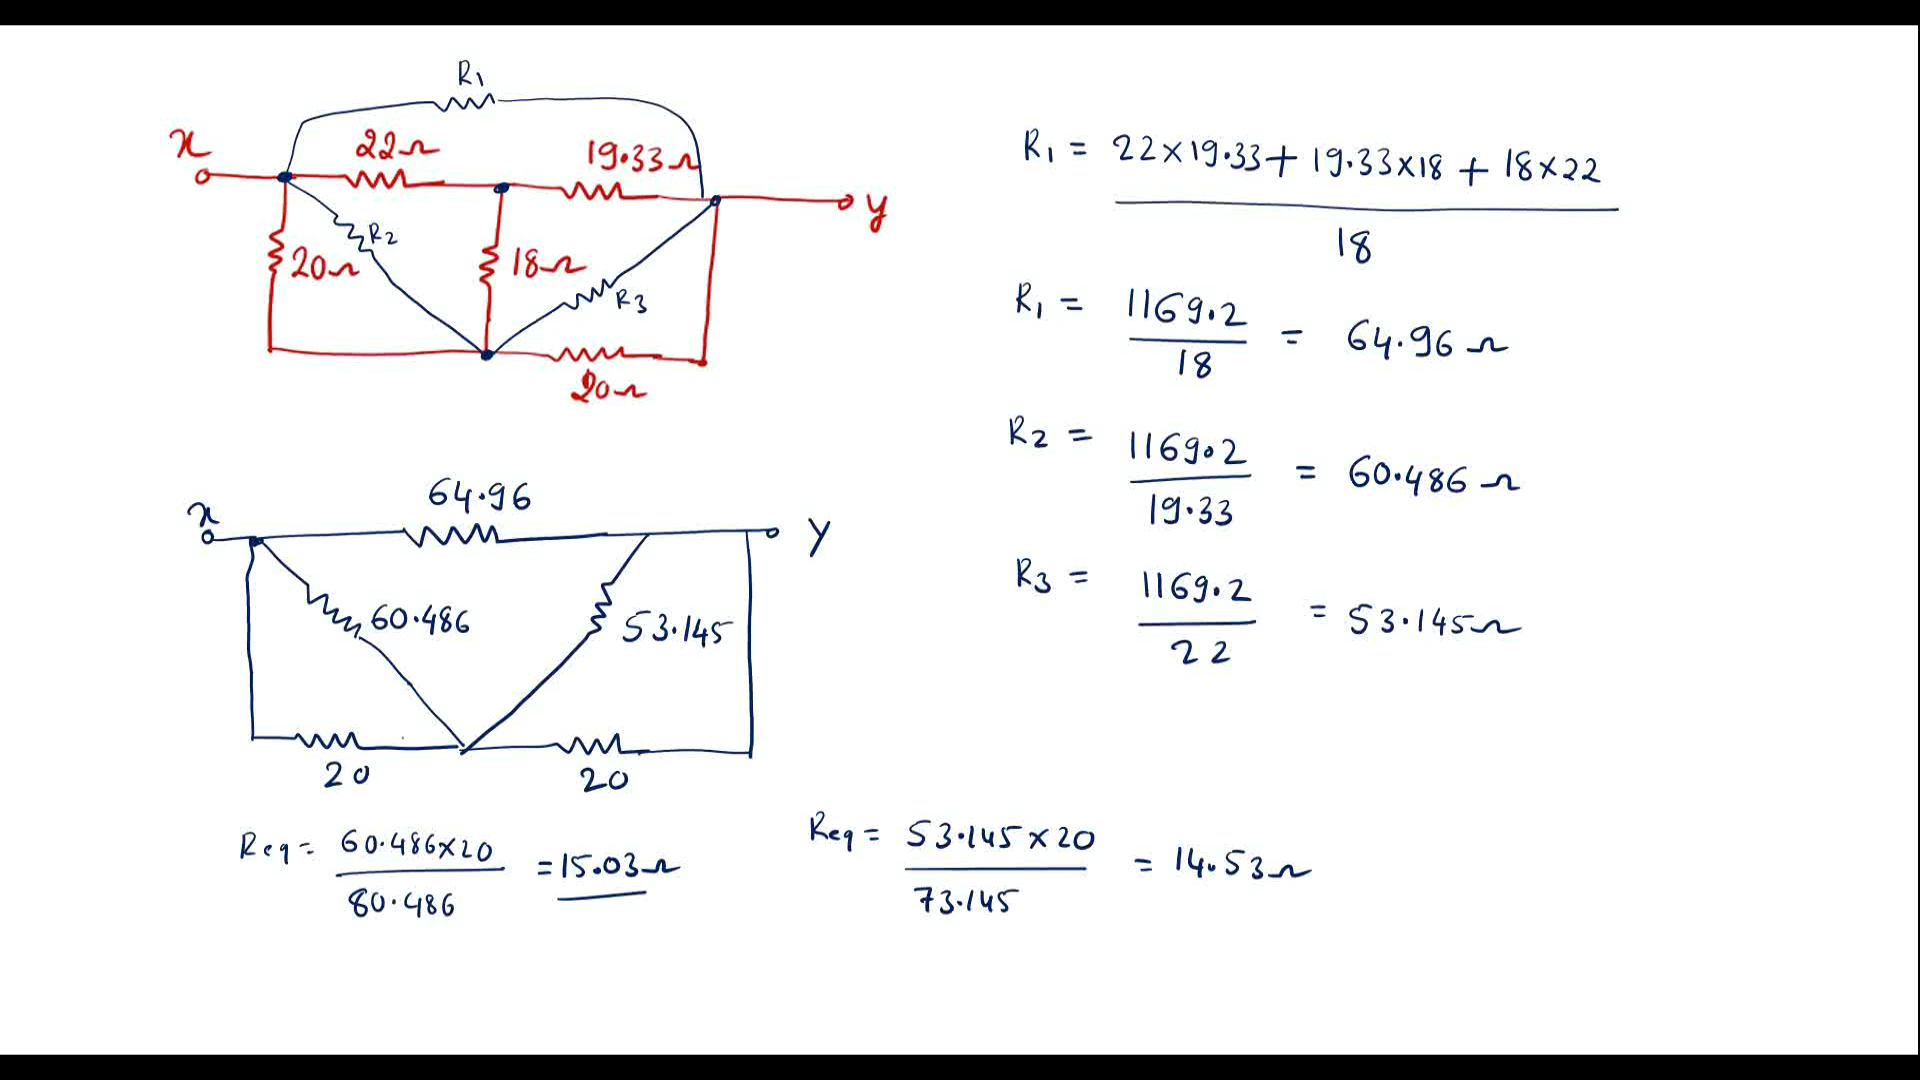 R1
x
22Ω
19.33Ω
y
R2
20Ω
18Ω
R3
20Ω
R1 = 22×19.33 + 19.33×18 + 18×22
18
R1 = 1169.2 = 64.96 Ω
18
R2 = 1169.2 = 60.486 Ω
19.33
R3 = 1169.2 = 53.145 Ω
22
64.96
x
y
60.486
53.145
20
20
Req = 60.486×20 = 15.03Ω
80.486
Req = 53.145 × 20 = 14.53Ω
73.145